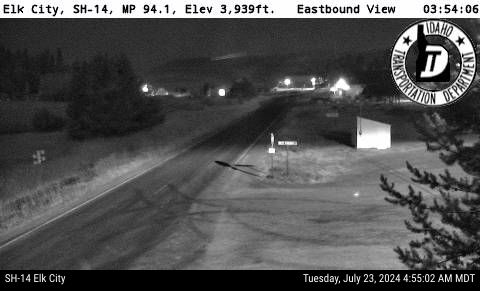 Elk City, SH-14, MP 94.1, Elev 3,939ft.   Eastbound View   03:54:06
IDAHO
TRANSPORTATION DEPARTMENT
SH-14 Elk City
Tuesday, July 23, 2024 4:55:02 AM MDT